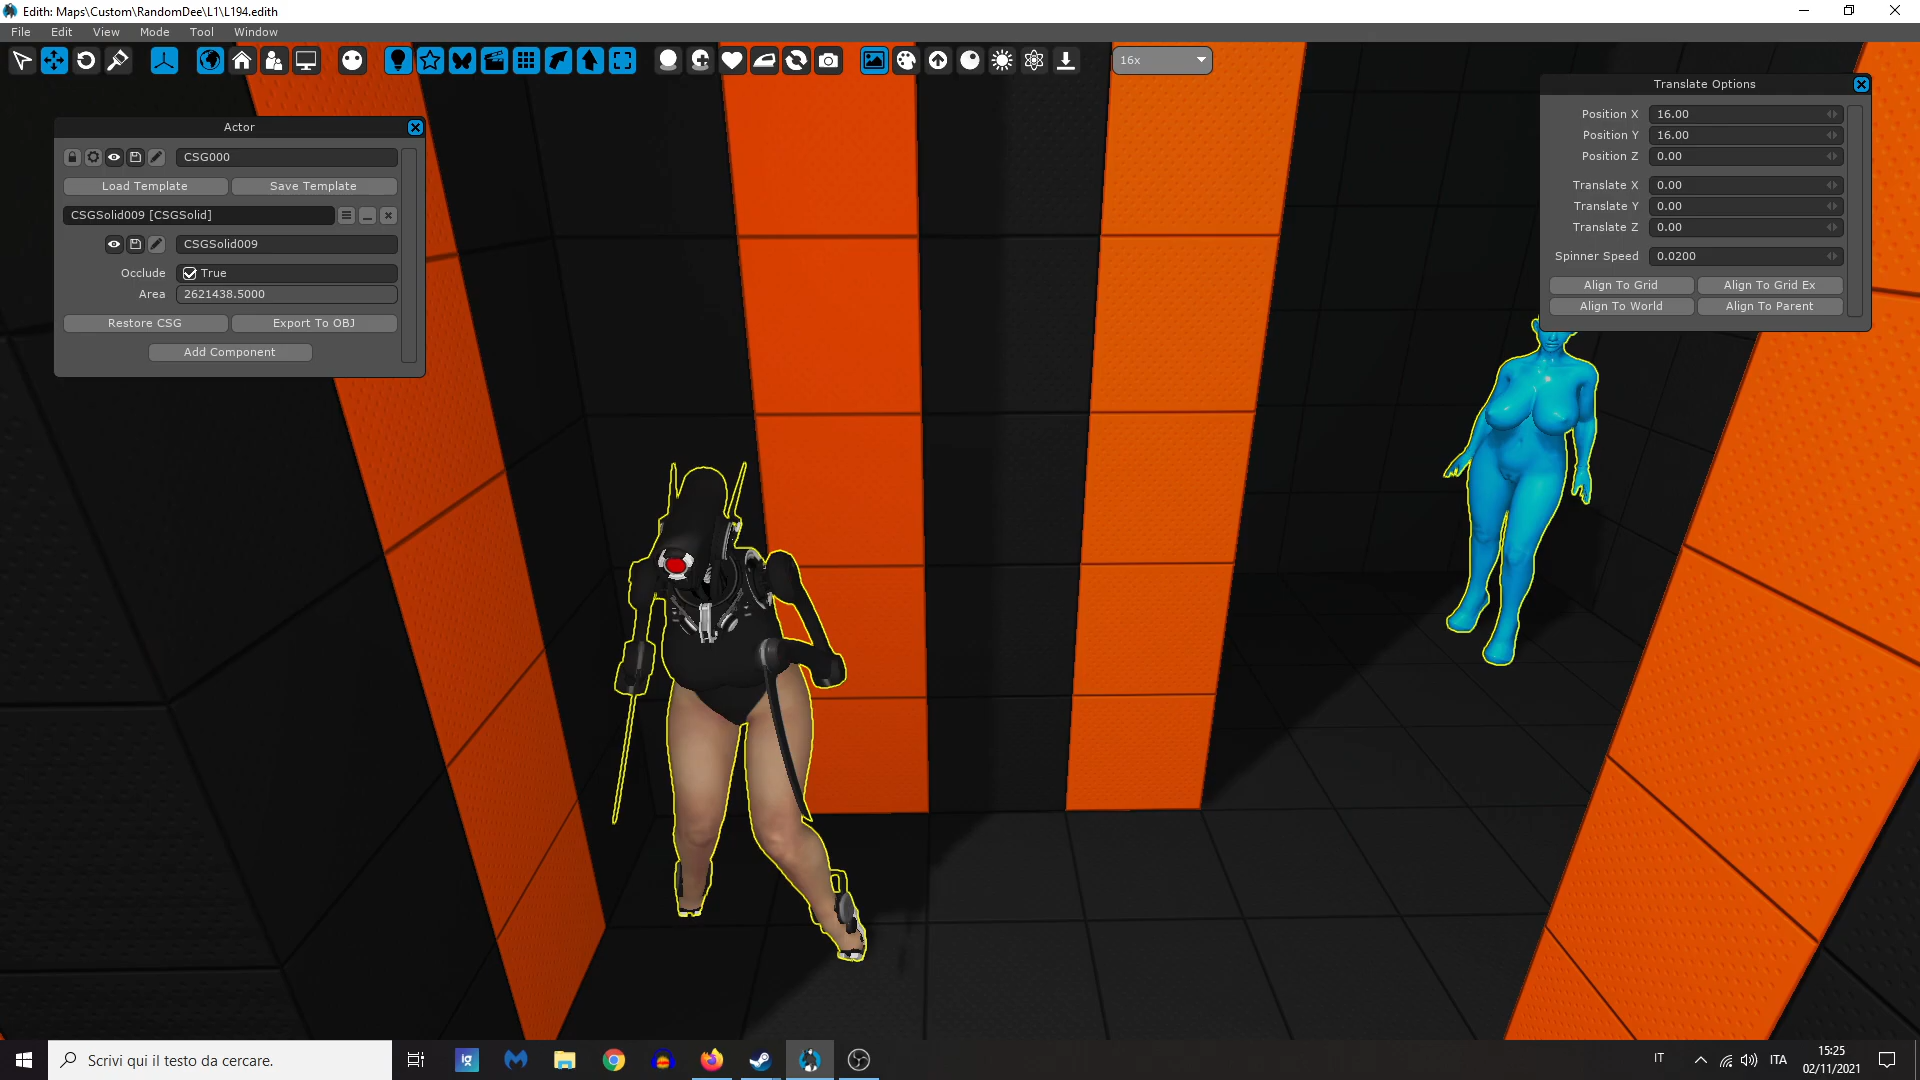 Edith: Maps\Custom\RandomDee\L1\L194.edith
File Edit View Mode Tool Window
16x
Actor
CSG000
Load Template Save Template
CSGSolid009 [CSGSolid]
CSGSolid009
Occlude True
Area 2621438.5000
Restore CSG Export To OBJ
Add Component
Translate Options
Position X 16.00
Position Y 16.00
Position Z 0.00
Translate X 0.00
Translate Y 0.00
Translate Z 0.00
Spinner Speed 0.0200
Align To Grid Align To Grid Ex
Align To World Align To Parent
Scrivi qui il testo da cercare.
IT
ITA
15:25
02/11/2021